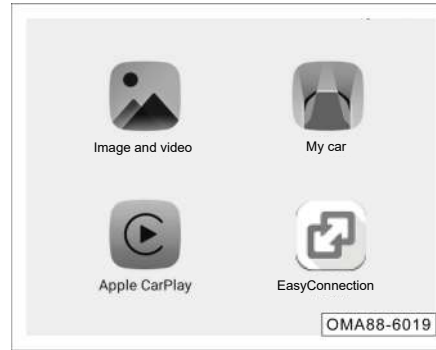 Image and video
My car
Apple CarPlay
EasyConnection
OMA88-6019